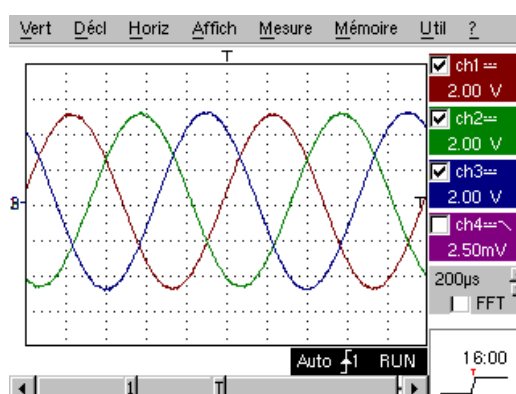 Vert Décl Horiz Affich Mesure Mémoire Util ?
T
ch1
2.00 V
ch2
2.00 V
ch3
2.00 V
B
T
ch4
2.50mV
200µs
FFT
Auto 1 RUN
16:00
T
1 T